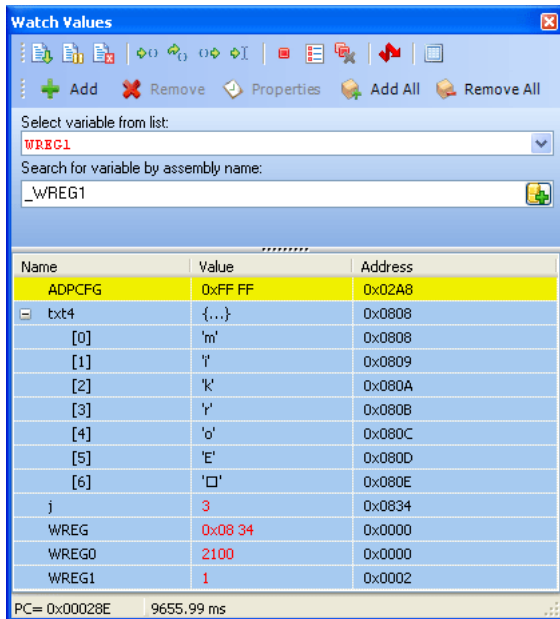 Watch Values
Add Remove Properties Add All Remove All
Select variable from list:
WREG1
Search for variable by assembly name:
_WREG1
Name Value Address
ADPCFG 0xFF FF 0x02A8
txt4 {...} 0x0808
[0] 'm' 0x0808
[1] 'i' 0x0809
[2] 'k' 0x080A
[3] 'r' 0x080B
[4] 'o' 0x080C
[5] 'E' 0x080D
[6] '□' 0x080E
j 3 0x0834
WREG 0x08 34 0x0000
WREG0 2100 0x0000
WREG1 1 0x0002
PC= 0x00028E 9655.99 ms